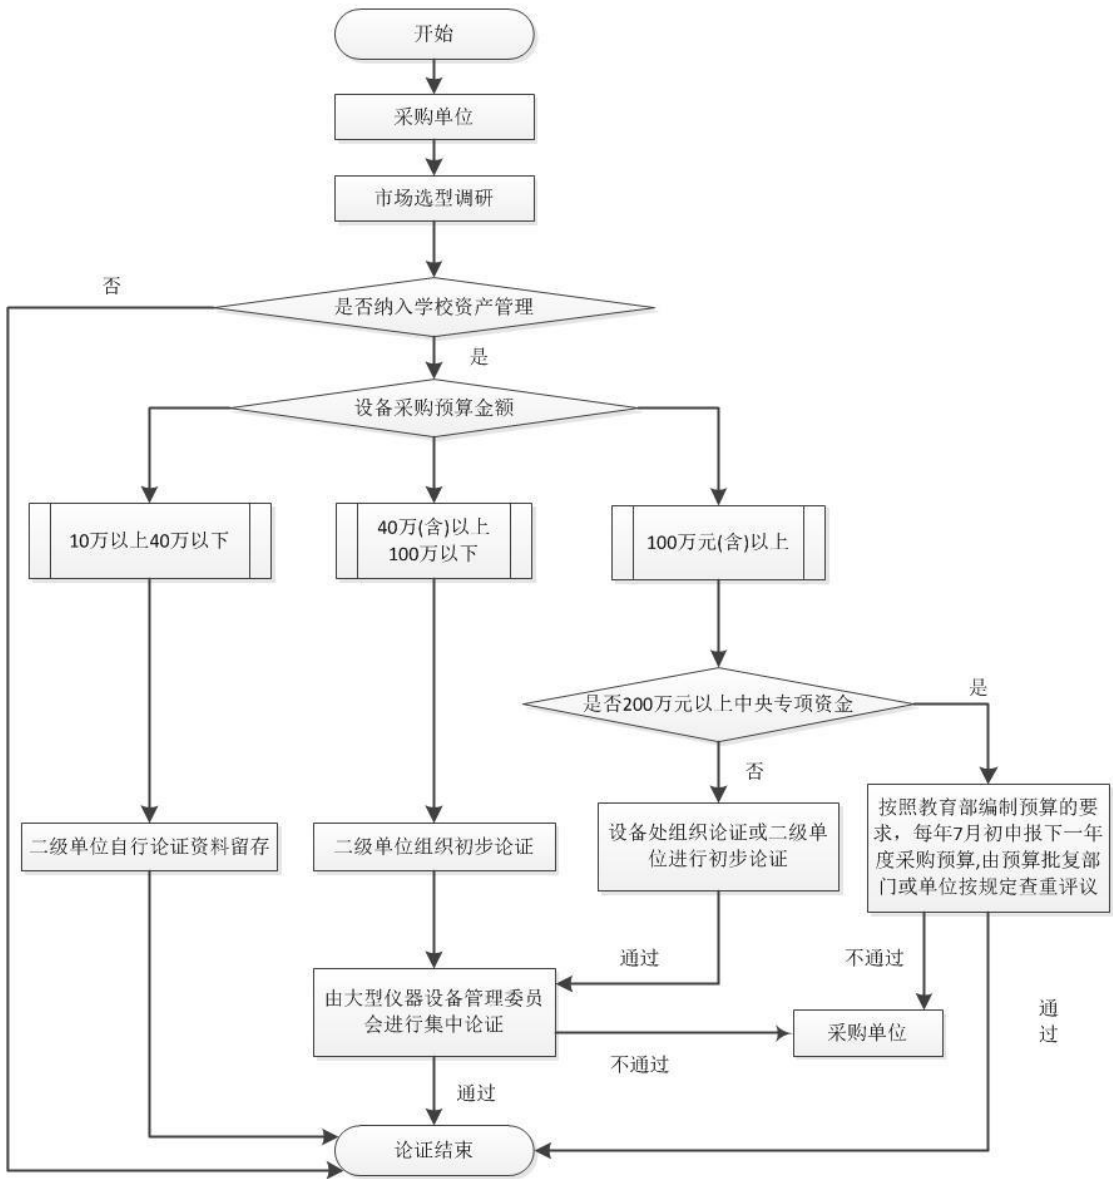 开始
采购单位
市场选型调研
否
是否纳入学校资产管理
是
设备采购预算金额
10万以上40万以下
40万(含)以上
100万以下
100万元(含)以上
是否200万元以上中央专项资金
是
否
二级单位自行论证资料留存
二级单位组织初步论证
设备处组织论证或二级单
位进行初步论证
按照教育部编制预算的要
求，每年7月初申报下一年
度采购预算,由预算批复部
门或单位按规定查重评议
通过
不通过
由大型仪器设备管理委员
会进行集中论证
采购单位
通
过
不通过
通过
论证结束